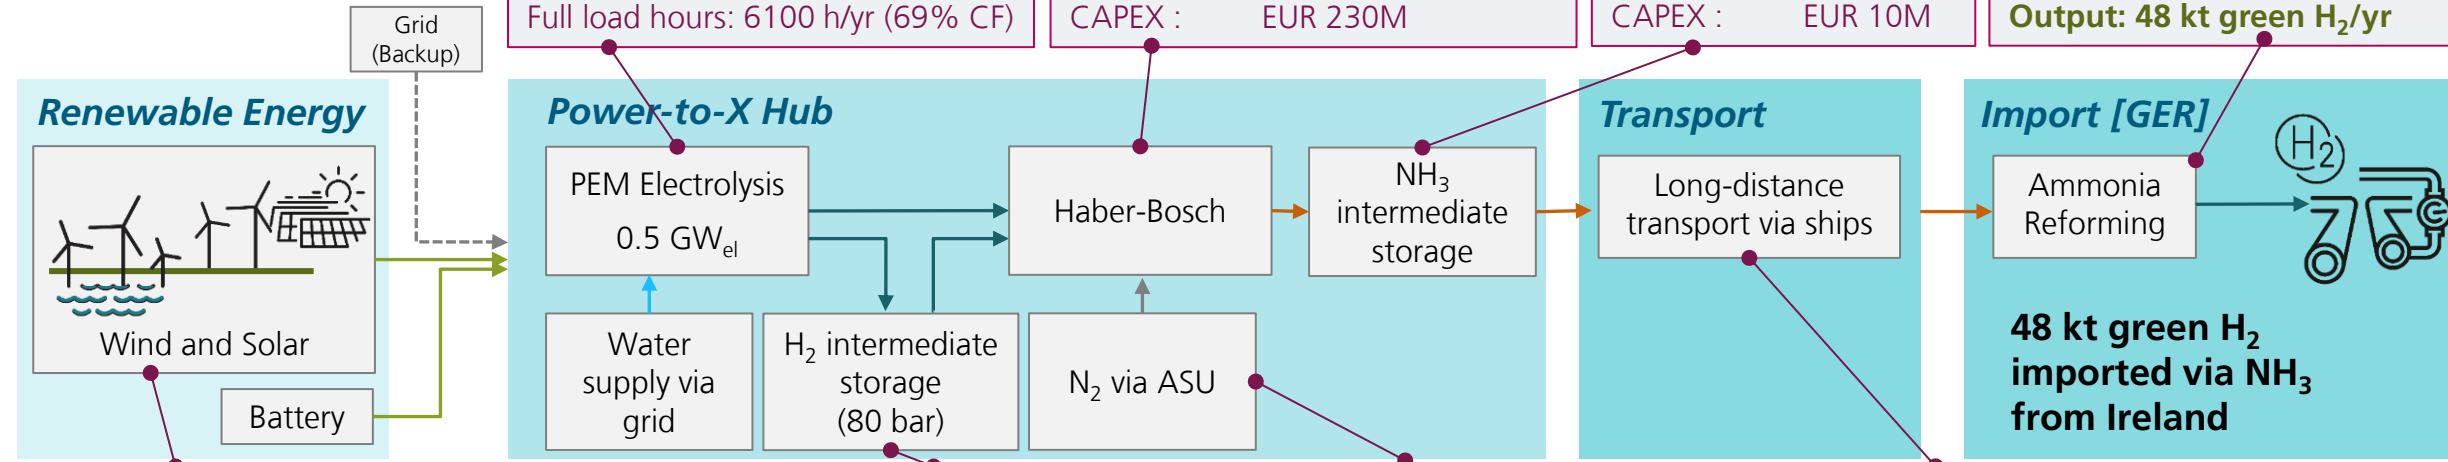 Grid
(Backup)
Full load hours: 6100 h/yr (69% CF)
CAPEX : EUR 230M
CAPEX : EUR 10M
Output: 48 kt green H₂/yr
Renewable Energy
Wind and Solar
Battery
Power-to-X Hub
PEM Electrolysis
0.5 GWₑₗ
Haber-Bosch
NH₃
intermediate
storage
Water
supply via
grid
H₂ intermediate
storage
(80 bar)
N₂ via ASU
Transport
Long-distance
transport via ships
Import [GER]
Ammonia
Reforming
H₂
48 kt green H₂
imported via NH₃
from Ireland